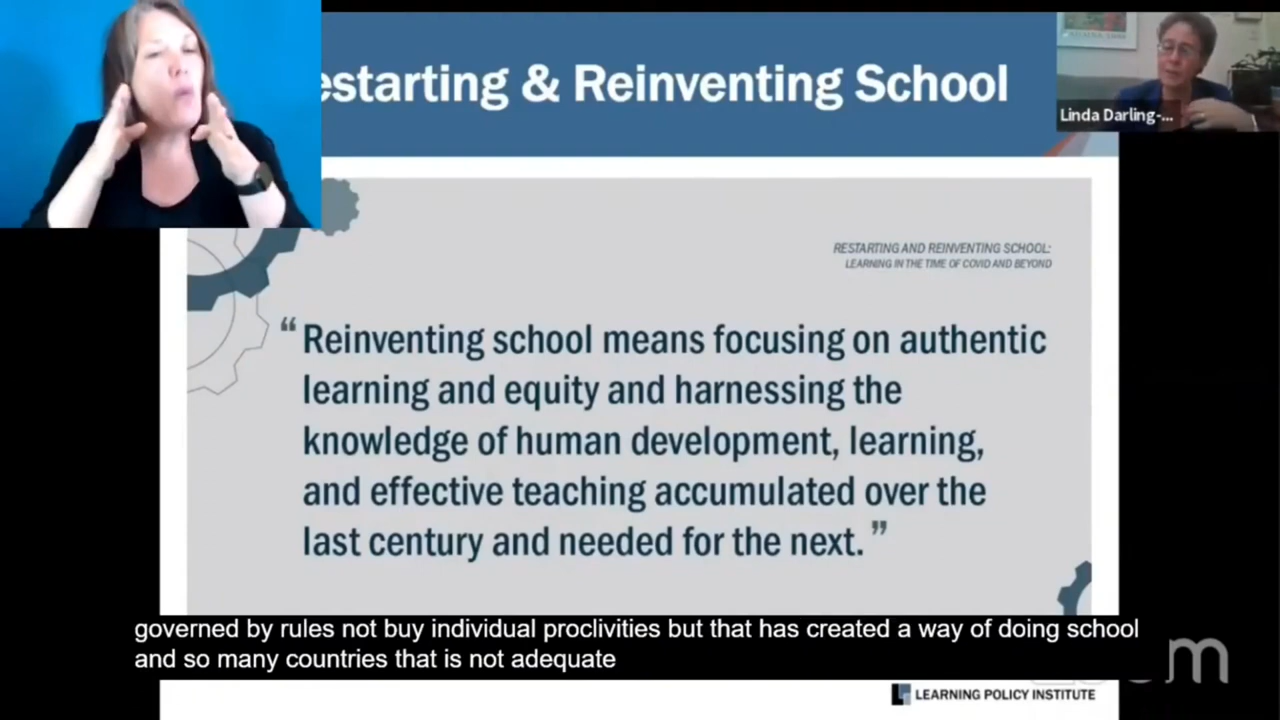 estarting & Reinventing School
Linda Darling-...
RESTARTING AND REINVENTING SCHOOL:
LEARNING IN THE TIME OF COVID AND BEYOND
“Reinventing school means focusing on authentic
learning and equity and harnessing the
knowledge of human development, learning,
and effective teaching accumulated over the
last century and needed for the next.”
governed by rules not buy individual proclivities but that has created a way of doing school
and so many countries that is not adequate
LEARNING POLICY INSTITUTE